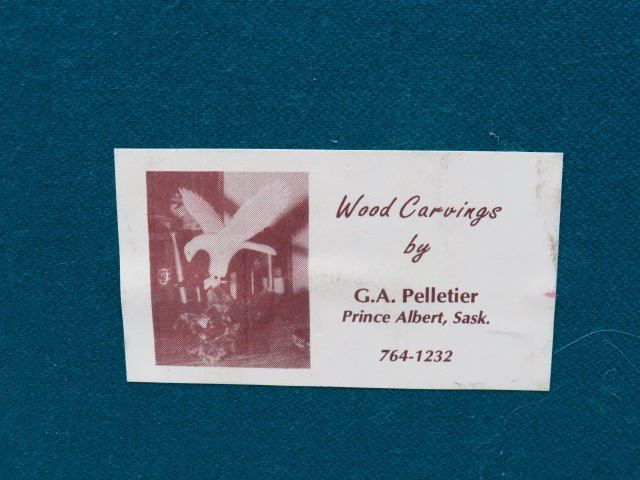 Wood Carvings
by
G.A. Pelletier
Prince Albert, Sask.
764-1232